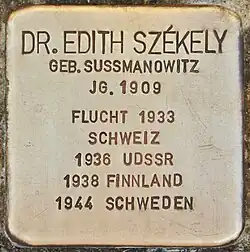 DR. EDITH SZÉKELY
GEB. SUSSMANOWITZ
JG. 1909
FLUCHT 1933
SCHWEIZ
1936 UDSSR
1938 FINNLAND
1944 SCHWEDEN